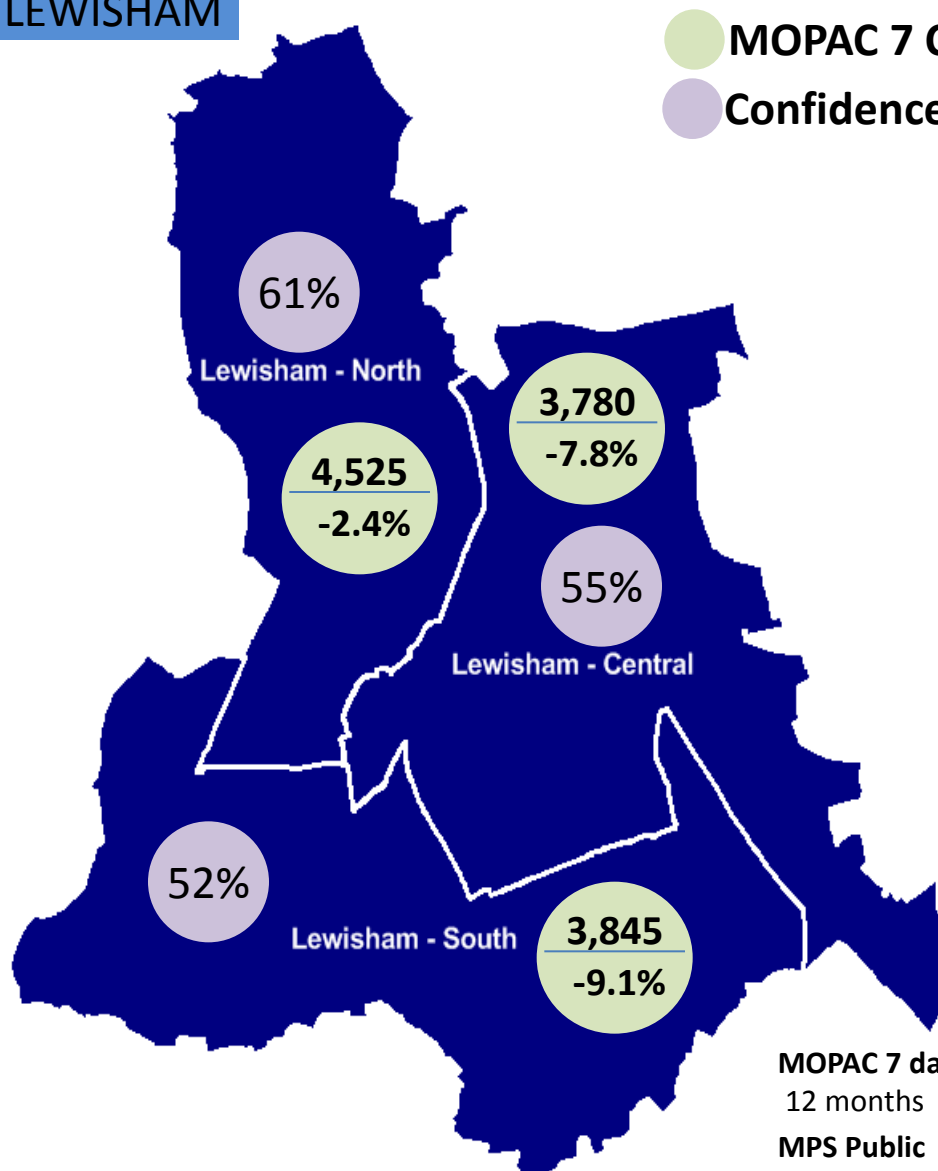 LEWISHAM
MOPAC 7 C
Confidence
61%
Lewisham - North
3,780
-7.8%
4,525
-2.4%
55%
Lewisham - Central
52%
Lewisham - South
3,845
-9.1%
MOPAC 7 da
12 months
MPS Public